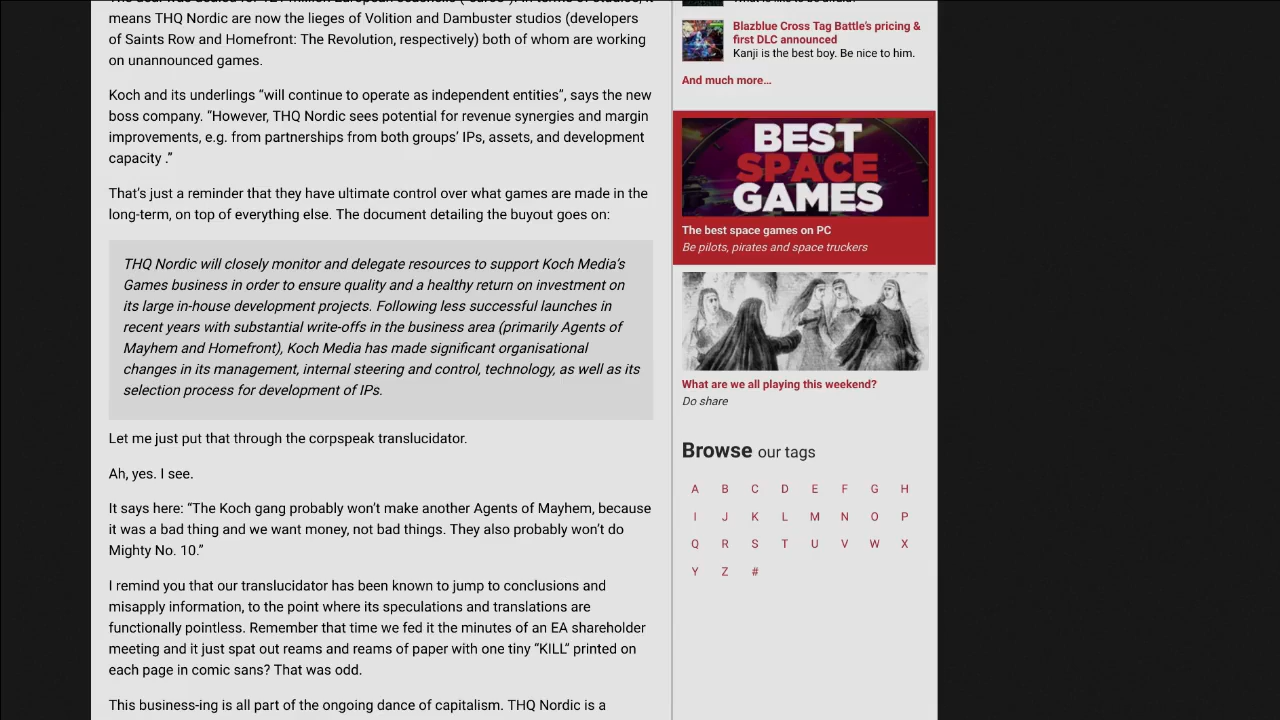 means THQ Nordic are now the lieges of Volition and Dambuster studios (developers
of Saints Row and Homefront: The Revolution, respectively) both of whom are working
on unannounced games.
Koch and its underlings “will continue to operate as independent entities”, says the new
boss company. “However, THQ Nordic sees potential for revenue synergies and margin
improvements, e.g. from partnerships from both groups’ IPs, assets, and development
capacity .”
That’s just a reminder that they have ultimate control over what games are made in the
long-term, on top of everything else. The document detailing the buyout goes on:
THQ Nordic will closely monitor and delegate resources to support Koch Media’s
Games business in order to ensure quality and a healthy return on investment on
its large in-house development projects. Following less successful launches in
recent years with substantial write-offs in the business area (primarily Agents of
Mayhem and Homefront), Koch Media has made significant organisational
changes in its management, internal steering and control, technology, as well as its
selection process for development of IPs.
Let me just put that through the corpspeak translucidator.
Ah, yes. I see.
It says here: “The Koch gang probably won’t make another Agents of Mayhem, because
it was a bad thing and we want money, not bad things. They also probably won’t do
Mighty No. 10.”
I remind you that our translucidator has been known to jump to conclusions and
misapply information, to the point where its speculations and translations are
functionally pointless. Remember that time we fed it the minutes of an EA shareholder
meeting and it just spat out reams and reams of paper with one tiny “KILL” printed on
each page in comic sans? That was odd.
This business-ing is all part of the ongoing dance of capitalism. THQ Nordic is a
Blazblue Cross Tag Battle’s pricing &
first DLC announced
Kanji is the best boy. Be nice to him.
And much more…
BEST
SPACE
GAMES
The best space games on PC
Be pilots, pirates and space truckers
What are we all playing this weekend?
Do share
Browse our tags
A B C D E F G H
I J K L M N O P
Q R S T U V W X
Y Z #